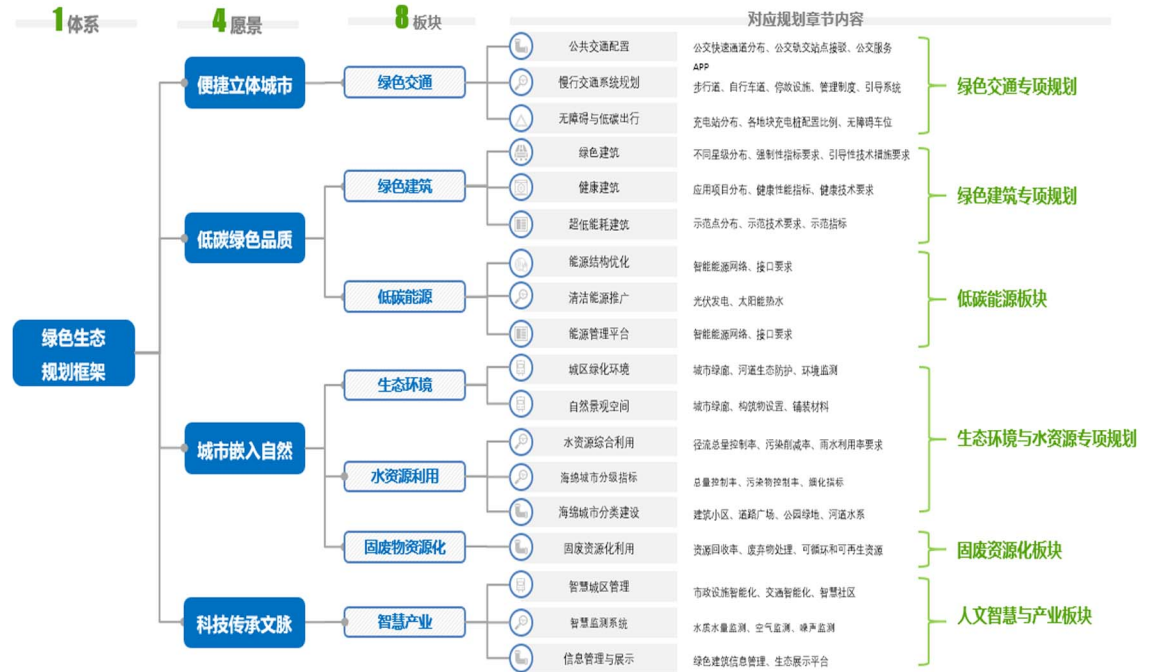 1体系
4愿景
8板块
对应规划章节内容
绿色生态
规划框架
便捷立体城市
绿色交通
公共交通配置
公交快速通道分布、公交轨交站点接驳、公交服务
APP
慢行交通系统规划
步行道、自行车道、停放设施、管理制度、引导系统
无障碍与低碳出行
充电站分布、各地块充电桩配置比例、无障碍车位
绿色交通专项规划
低碳绿色品质
绿色建筑
绿色建筑
不同星级分布、强制性指标要求、引导性技术措施要求
健康建筑
应用项目分布、健康性能指标、健康技术要求
超低能耗建筑
示范点分布、示范技术要求、示范指标
绿色建筑专项规划
低碳能源
能源结构优化
智能能源网络、接口要求
清洁能源推广
光伏发电、太阳能热水
能源管理平台
智能能源网络、接口要求
低碳能源板块
城市嵌入自然
生态环境
城区绿化环境
城市绿廊、河道生态防护、环境监测
自然景观空间
城市绿廊、构筑物设置、铺装材料
水资源利用
水资源综合利用
径流总量控制率、污染削减率、雨水利用率要求
海绵城市分级指标
总量控制率、污染物控制率、细化指标
海绵城市分类建设
建筑小区、道路广场、公园绿地、河道水系
生态环境与水资源专项规划
固废物资源化
固废资源化利用
资源回收率、废弃物处理、可循环和可再生资源
固废资源化板块
科技传承文脉
智慧产业
智慧城区管理
市政设施智能化、交通智能化、智慧社区
智慧监测系统
水质水量监测、空气监测、噪声监测
信息管理与展示
绿色建筑信息管理、生态展示平台
人文智慧与产业板块